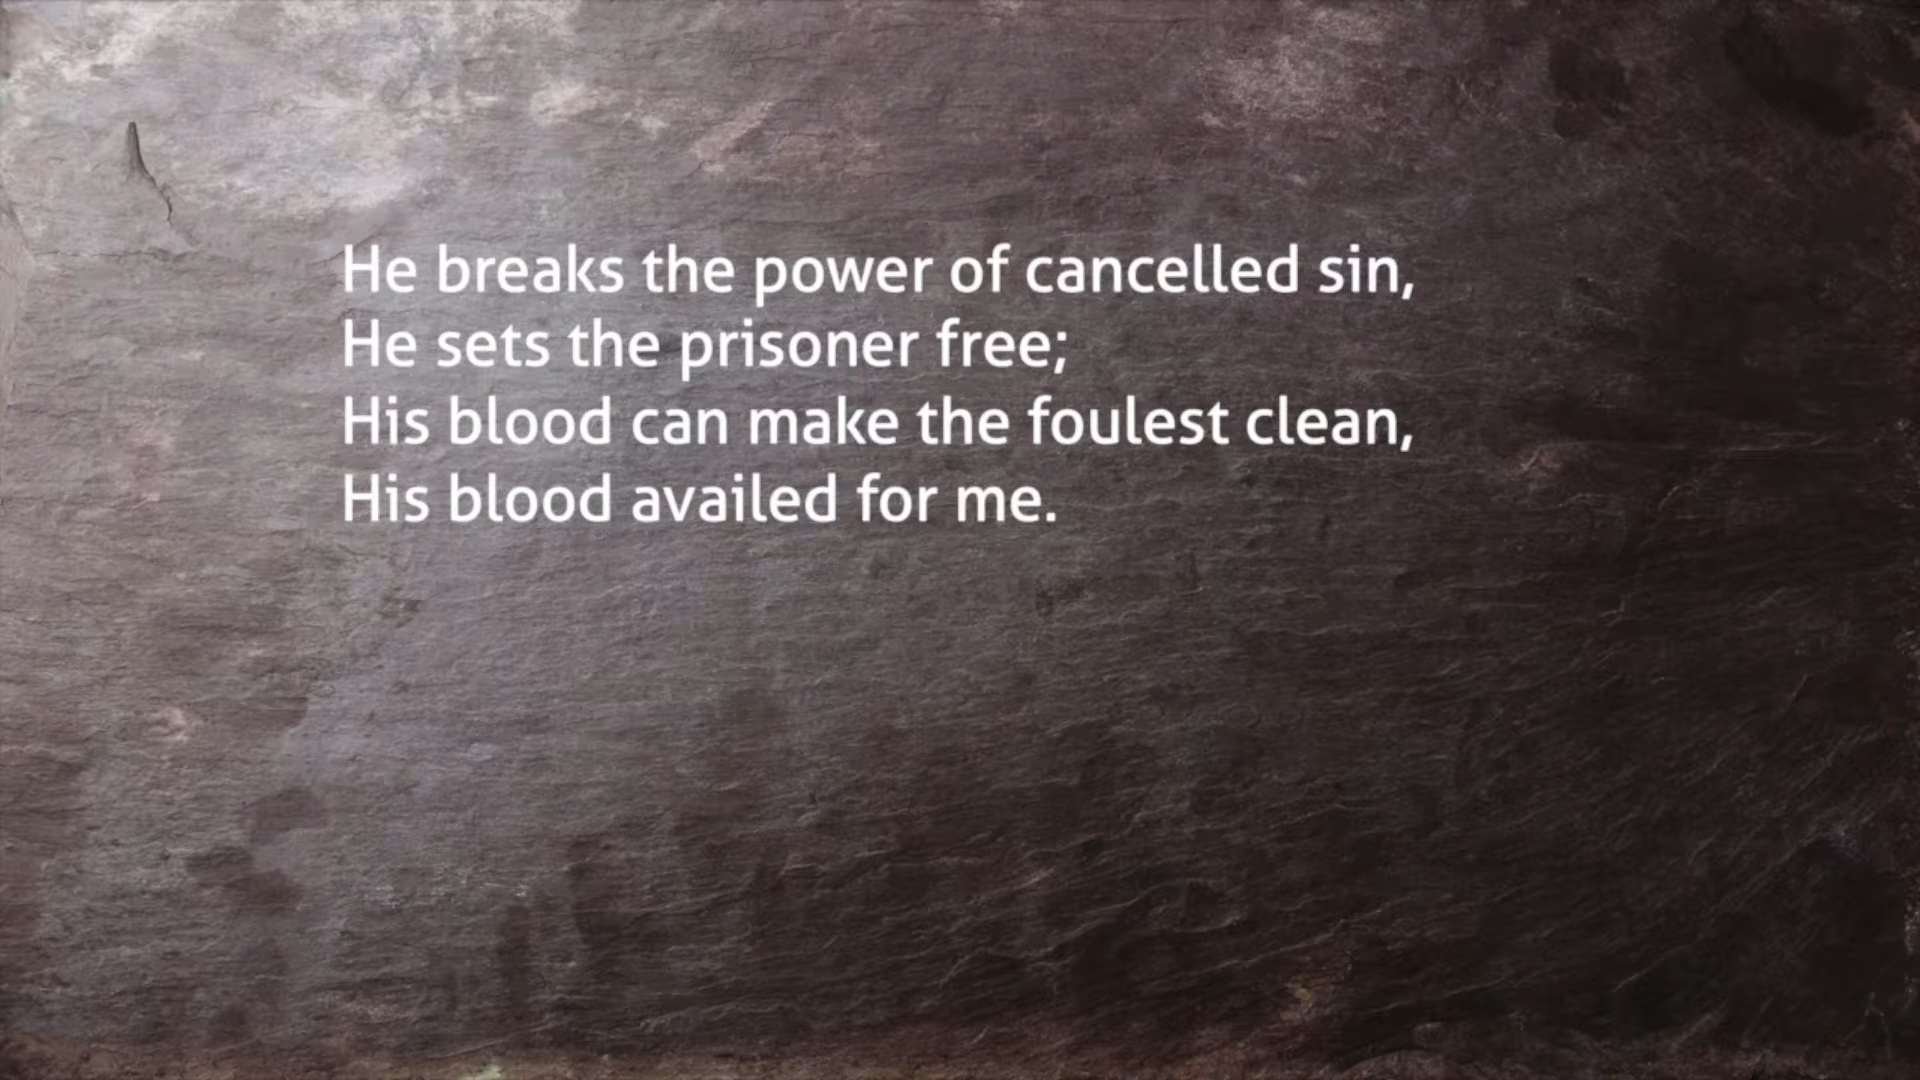 He breaks the power of cancelled sin,
He sets the prisoner free;
His blood can make the foulest clean,
His blood availed for me.